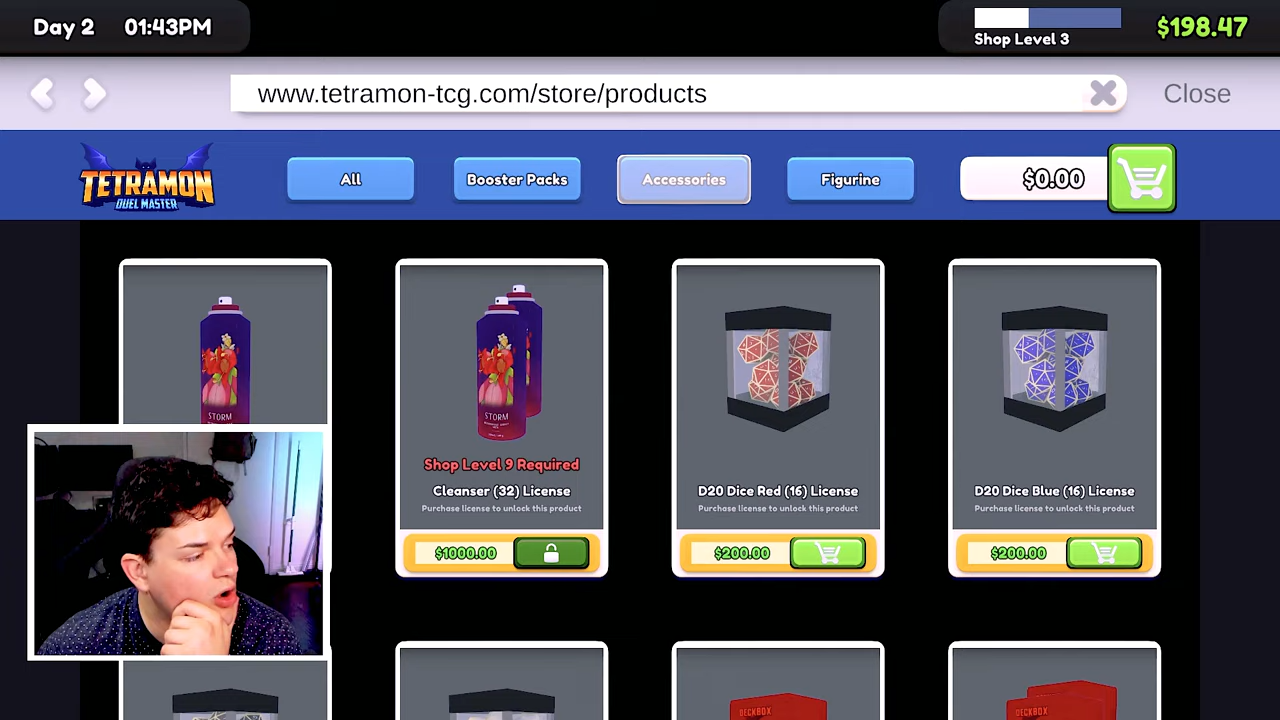 Day 2 01:43PM
Shop Level 3
$198.47
www.tetramon-tcg.com/store/products
Close
TETRAMON
DUEL MASTER
All
Booster Packs
Accessories
Figurine
$0.00
STORM
STORM
Shop Level 9 Required
Cleanser (32) License
Purchase license to unlock this product
$1000.00
D20 Dice Red (16) License
Purchase license to unlock this product
$200.00
D20 Dice Blue (16) License
Purchase license to unlock this product
$200.00
DECKBOX
DECKBOX